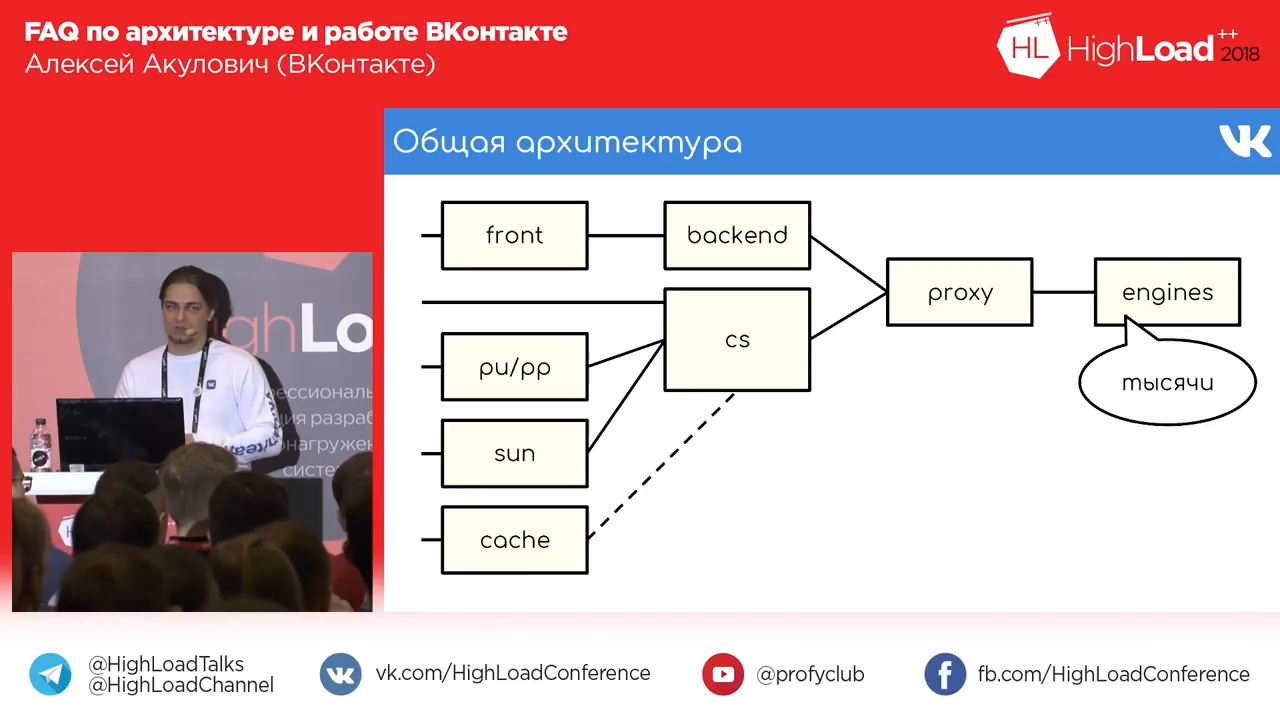 FAQ по архитектуре и работе ВКонтакте
Алексей Акулович (ВКонтакте)
HL ++
HighLoad ++
2018
Общая архитектура
front
backend
proxy
engines
cs
тысячи
pu/pp
sun
cache
ghLo
@HighLoadTalks
@HighLoadChannel
vk.com/HighLoadConference
@profyclub
fb.com/HighLoadConference